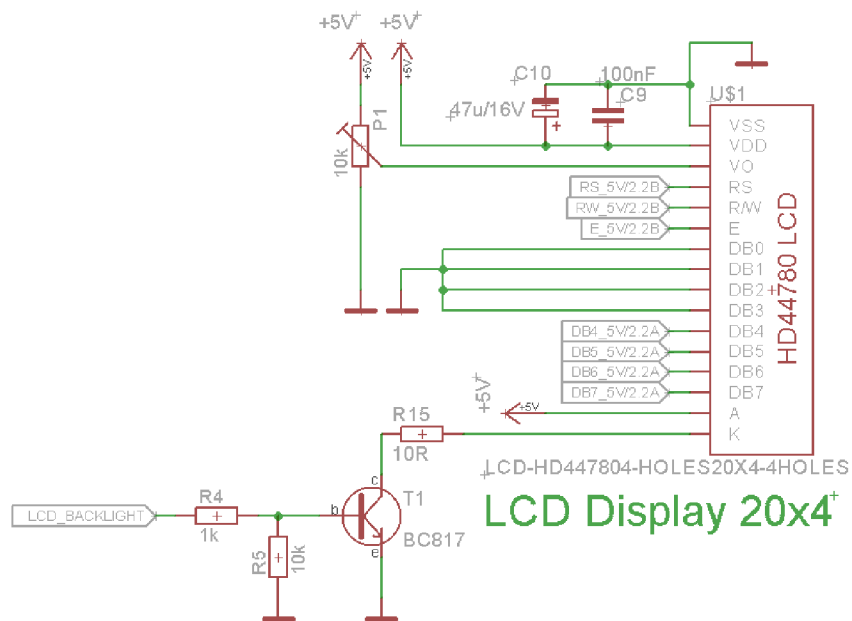 +5V +5V
+5V +5V
C10 100nF
C9
U$1
47u/16V
+
P1
10k
VSS
VDD
VO
RS_5V/2.2B RS
RW_5V/2.2B R/W
E_5V/2.2B E
DB0
DB1
DB2
DB3
DB4_5V/2.2A DB4
DB5_5V/2.2A DB5
DB6_5V/2.2A DB6
DB7_5V/2.2A DB7
HD44780 LCD
+5V +5V A
K
R15
10R
LCD-HD447804-HOLES20X4-4HOLES
LCD Display 20x4
LCD_BACKLIGHT
R4
1k
R5
10k
b
c
e
T1
BC817